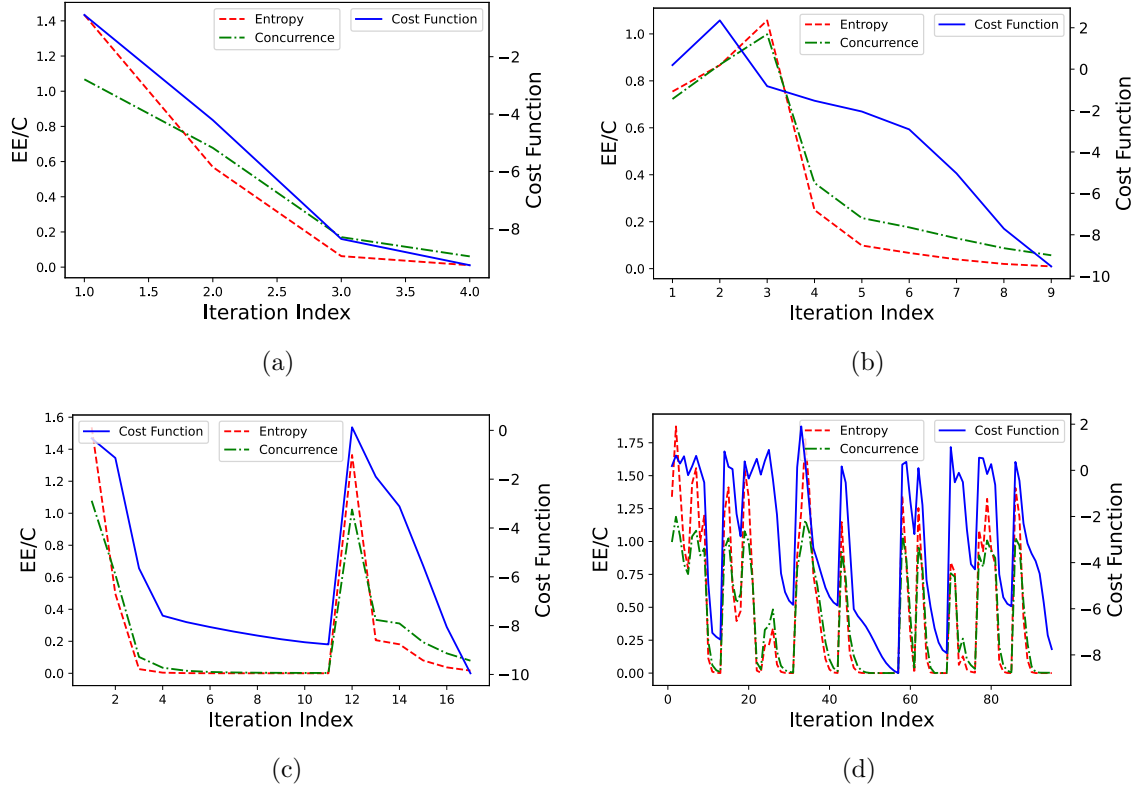 Entropy
Concurrence
Cost Function
EE/C
1.4
1.2
1.0
0.8
0.6
0.4
0.2
0.0
−2
−4
−6
−8
Cost Function
1.0 1.5 2.0 2.5 3.0 3.5 4.0
Iteration Index
(a)
Entropy
Concurrence
Cost Function
EE/C
1.0
0.8
0.6
0.4
0.2
0.0
2
0
−2
−4
−6
−8
−10
Cost Function
1 2 3 4 5 6 7 8 9
Iteration Index
(b)
Cost Function
Entropy
Concurrence
EE/C
1.6
1.4
1.2
1.0
0.8
0.6
0.4
0.2
0.0
0
−2
−4
−6
−8
−10
Cost Function
2 4 6 8 10 12 14 16
Iteration Index
(c)
Entropy
Concurrence
Cost Function
EE/C
1.75
1.50
1.25
1.00
0.75
0.50
0.25
0.00
2
0
−2
−4
−6
−8
Cost Function
0 20 40 60 80
Iteration Index
(d)